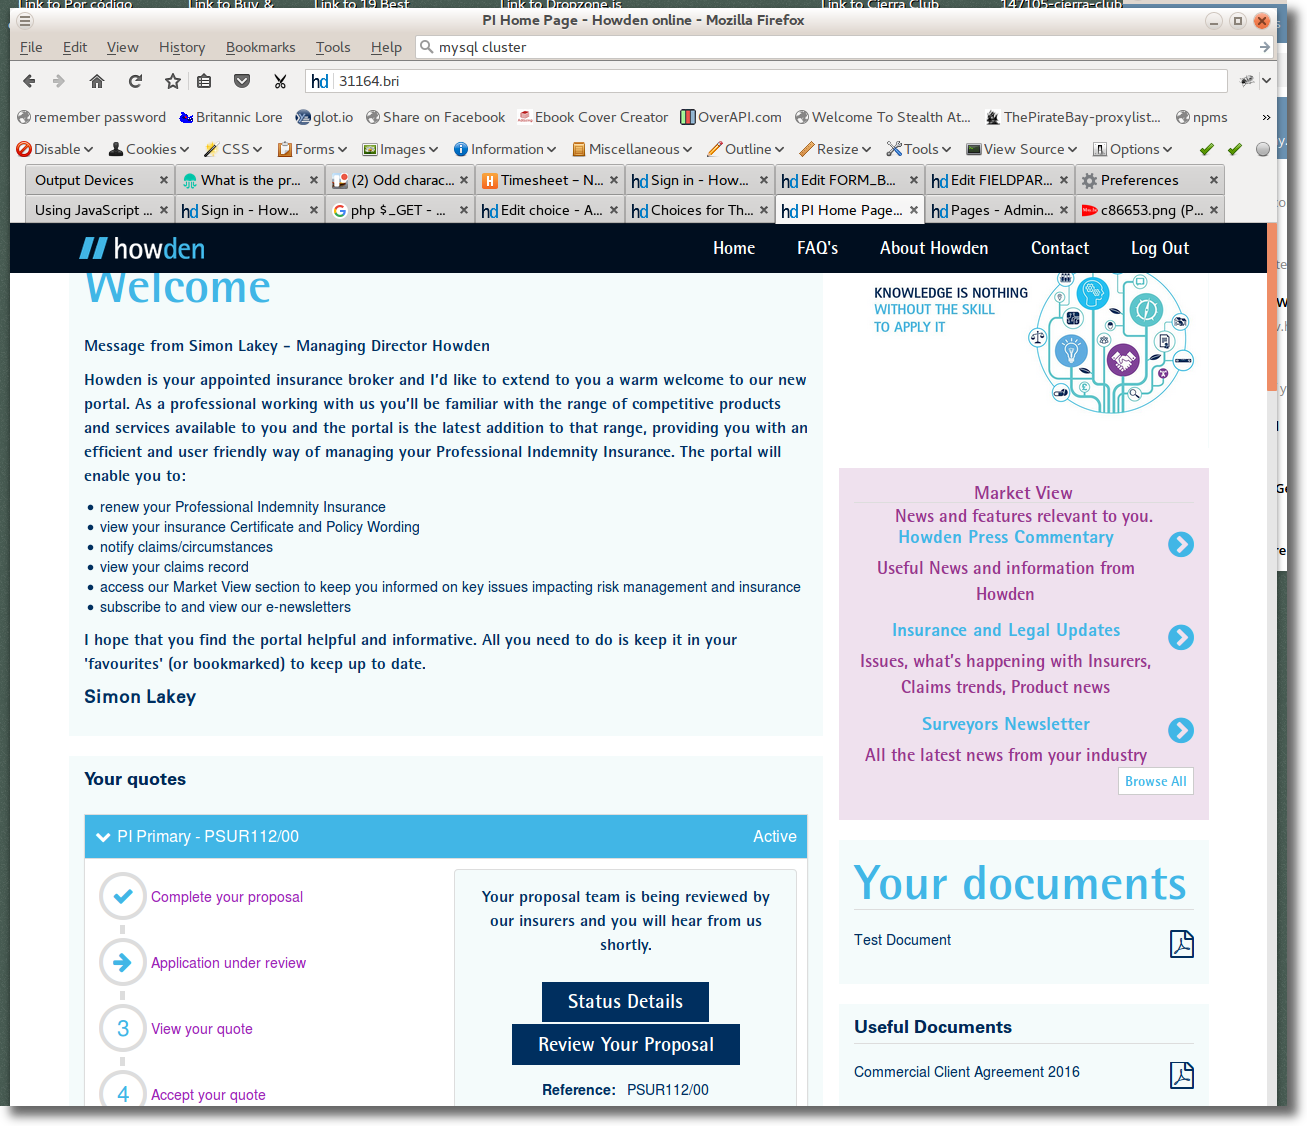 Link to Por código
Link to Buy &
Link to 19 Best
Link to Dropzone.js
Link to Cierra Club
147105-cierra-club
PI Home Page - Howden online - Mozilla Firefox
File Edit View History Bookmarks Tools Help mysql cluster
hd 31164.bri
remember password Britannic Lore glot.io Share on Facebook Ebook Cover Creator OverAPI.com Welcome To Stealth At... ThePirateBay-proxylist... npms »
Disable Cookies CSS Forms Images Information Miscellaneous Outline Resize Tools View Source Options
Output Devices What is the pr... (2) Odd charac... Timesheet – N... hd Sign in - How... hd Edit FORM_B... hd Edit FIELDPAR... Preferences
Using JavaScript ... hd Sign in - How... php $_GET - ... hd Edit choice - A... hd Choices for Th... hd PI Home Page... hd Pages - Admin... c86653.png (P...
howden Home FAQ's About Howden Contact Log Out
Welcome
Message from Simon Lakey - Managing Director Howden
Howden is your appointed insurance broker and I'd like to extend to you a warm welcome to our new
portal. As a professional working with us you'll be familiar with the range of competitive products
and services available to you and the portal is the latest addition to that range, providing you with an
efficient and user friendly way of managing your Professional Indemnity Insurance. The portal will
enable you to:
• renew your Professional Indemnity Insurance
• view your insurance Certificate and Policy Wording
• notify claims/circumstances
• view your claims record
• access our Market View section to keep you informed on key issues impacting risk management and insurance
• subscribe to and view our e-newsletters
I hope that you find the portal helpful and informative. All you need to do is keep it in your
'favourites' (or bookmarked) to keep up to date.
Simon Lakey
Your quotes
PI Primary - PSUR112/00 Active
Complete your proposal
Application under review
3 View your quote
4 Accept your quote
Your proposal team is being reviewed by
our insurers and you will hear from us
shortly.
Status Details
Review Your Proposal
Reference: PSUR112/00
KNOWLEDGE IS NOTHING
WITHOUT THE SKILL
TO APPLY IT
Market View
News and features relevant to you.
Howden Press Commentary
Useful News and information from
Howden
Insurance and Legal Updates
Issues, what's happening with Insurers,
Claims trends, Product news
Surveyors Newsletter
All the latest news from your industry
Browse All
Your documents
Test Document
Useful Documents
Commercial Client Agreement 2016